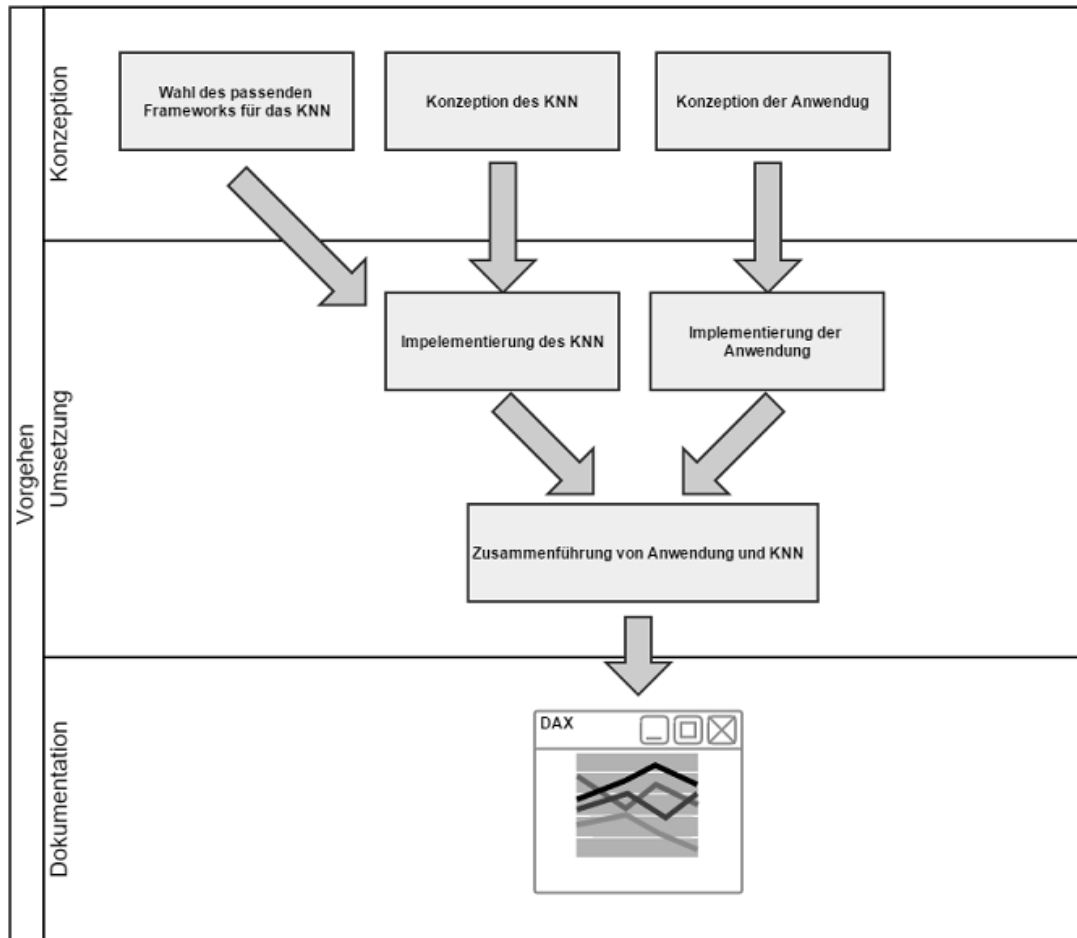 Vorgehen
Konzeption
Wahl des passenden
Frameworks für das KNN
Konzeption des KNN
Konzeption der Anwendug
Umsetzung
Impelementierung des KNN
Implementierung der
Anwendung
Zusammenführung von Anwendung und KNN
Dokumentation
DAX